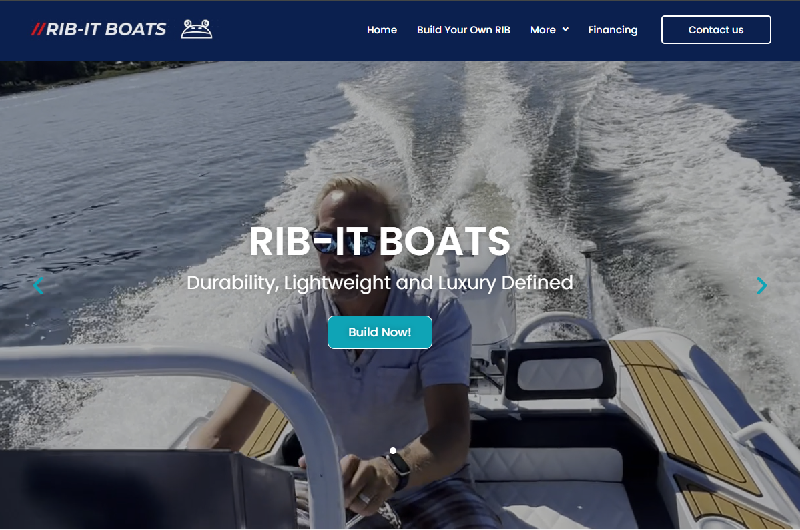 //RIB-IT BOATS
Home
Build Your Own RIB
More
Financing
Contact us
RIB-IT BOATS
Durability, Lightweight and Luxury Defined
Build Now!